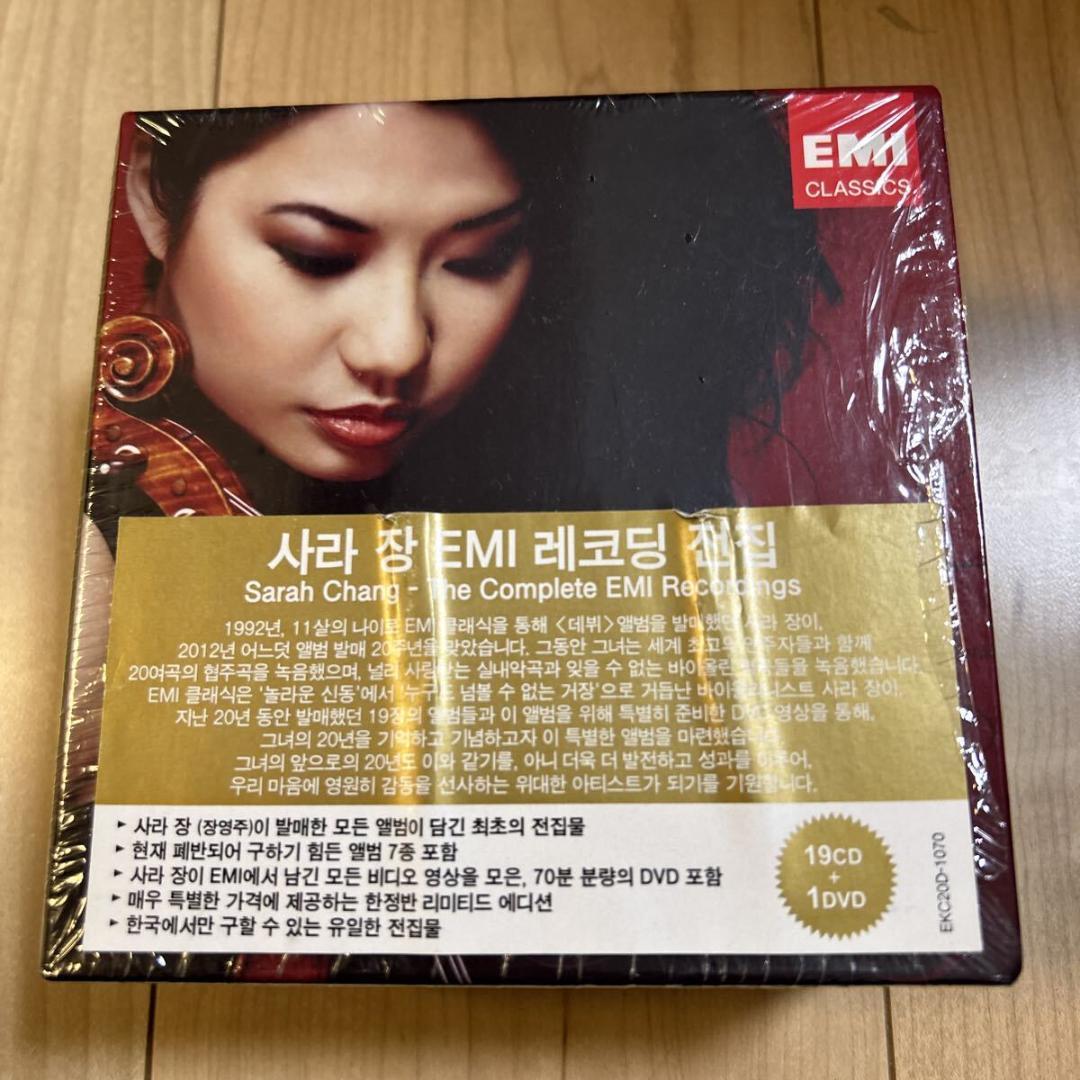 EMI
CLASSICS
사라 장 EMI 레코딩 전집
Sarah Chang - The Complete EMI Recordings
1992년, 11살의 나이로 EMI 클래식을 통해 <데뷔> 앨범을 발매했던 사라 장이,
2012년 어느덧 앨범 발매 20주년을 맞았습니다. 그동안 그녀는 세계 최고의 연주자들과 함께
20여곡의 협주곡을 녹음했으며, 널리 사랑받는 실내악곡과 잊을 수 없는 바이올린 녹음했습니다.
EMI 클래식은 '놀라운 신동'에서 '누구도 넘볼 수 없는 거장'으로 거듭난 바이올리니스트 사라 장이,
지난 20년 동안 발매했던 19장의 앨범들과 이 앨범을 위해 특별히 준비한 DVD 영상을 통해,
그녀의 20년을 기억하고 기념하고자 이 특별한 앨범을 마련했습니다.
그녀의 앞으로의 20년도 이와 같기를, 아니 더욱 더 발전하고 성과를 이루어,
우리 마음에 영원히 감동을 선사하는 위대한 아티스트가 되기를 기원합니다.
▸ 사라 장 (장영주)이 발매한 모든 앨범이 담긴 최초의 전집물
▸ 현재 폐반되어 구하기 힘든 앨범 7종 포함
▸ 사라 장이 EMI에서 남긴 모든 비디오 영상을 모은, 70분 분량의 DVD 포함
▸ 매우 특별한 가격에 제공하는 한정반 리미티드 에디션
▸ 한국에서만 구할 수 있는 유일한 전집물
19CD
+
1DVD
EKC20D-1070